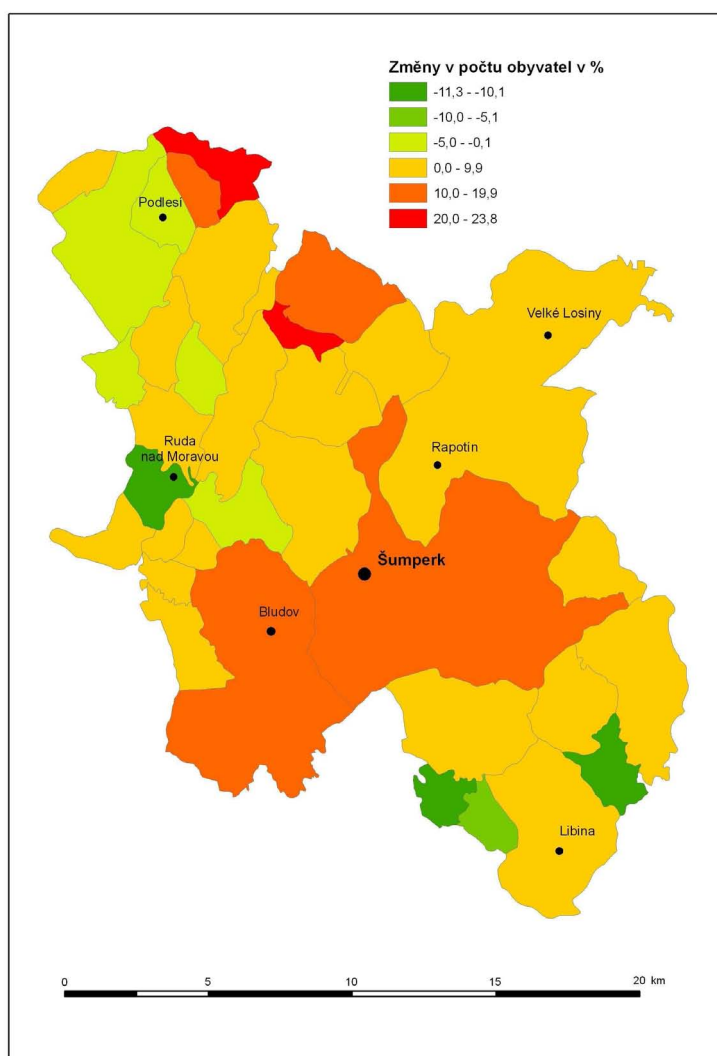 Změny v počtu obyvatel v %
-11,3 - -10,1
-10,0 - -5,1
-5,0 - -0,1
0,0 - 9,9
10,0 - 19,9
20,0 - 23,8
Podlesí
Velké Losiny
Ruda
nad Moravou
Rapotín
Šumperk
Bludov
Libina
0 5 10 15 20 km